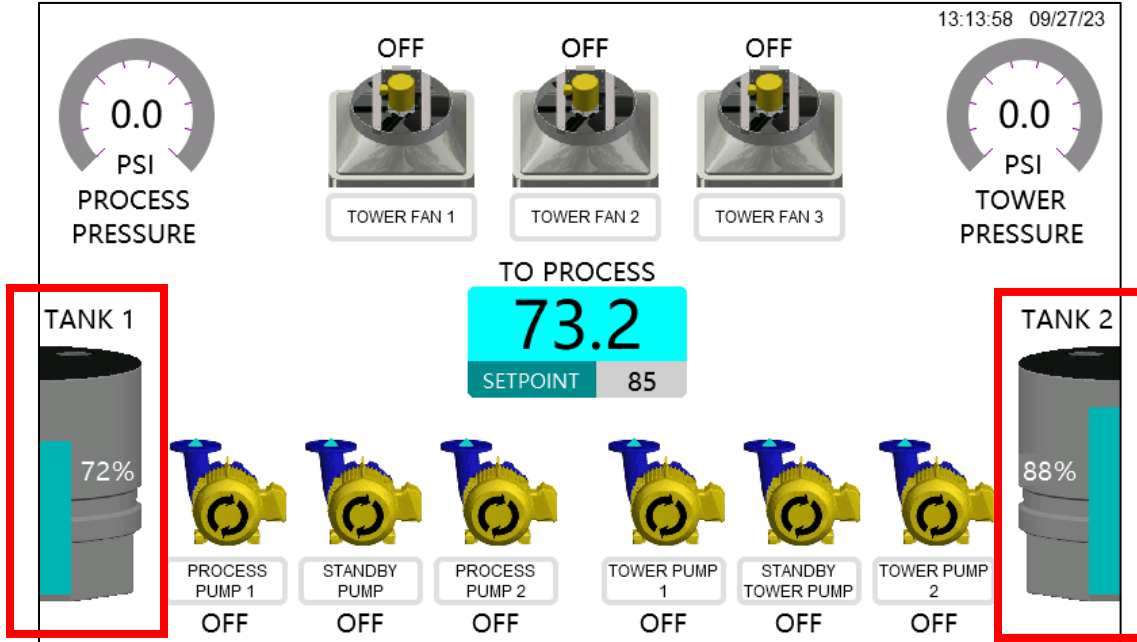 13:13:58 09/27/23
OFF
OFF
OFF
0.0
PSI
PROCESS
PRESSURE
TOWER FAN 1
TOWER FAN 2
TOWER FAN 3
0.0
PSI
TOWER
PRESSURE
TO PROCESS
73.2
SETPOINT 85
TANK 1
72%
TANK 2
88%
PROCESS
PUMP 1
OFF
STANDBY
PUMP
OFF
PROCESS
PUMP 2
OFF
TOWER PUMP
1
OFF
STANDBY
TOWER PUMP
OFF
TOWER PUMP
2
OFF